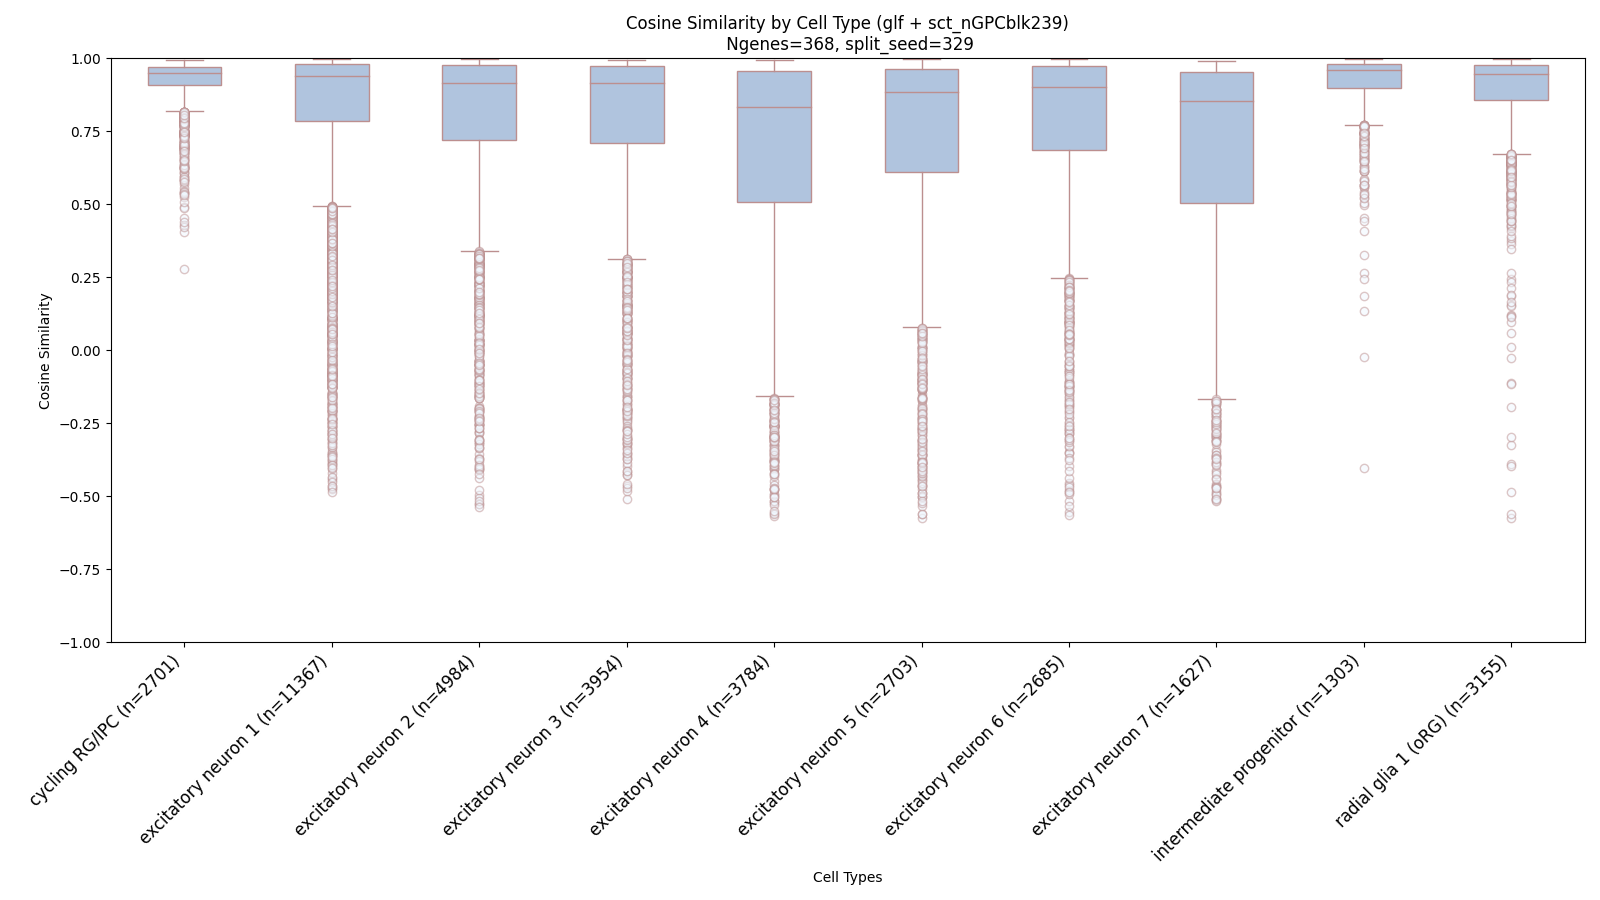 Cosine Similarity by Cell Type (glf + sct_nGPCblk239)
Ngenes=368, split_seed=329
1.00
0.75
0.50
0.25
0.00
−0.25
−0.50
−0.75
−1.00
Cosine Similarity
cycling RG/IPC (n=2701)
excitatory neuron 1 (n=11367)
excitatory neuron 2 (n=4984)
excitatory neuron 3 (n=3954)
excitatory neuron 4 (n=3784)
excitatory neuron 5 (n=2703)
excitatory neuron 6 (n=2685)
excitatory neuron 7 (n=1627)
intermediate progenitor (n=1303)
radial glia 1 (oRG) (n=3155)
Cell Types